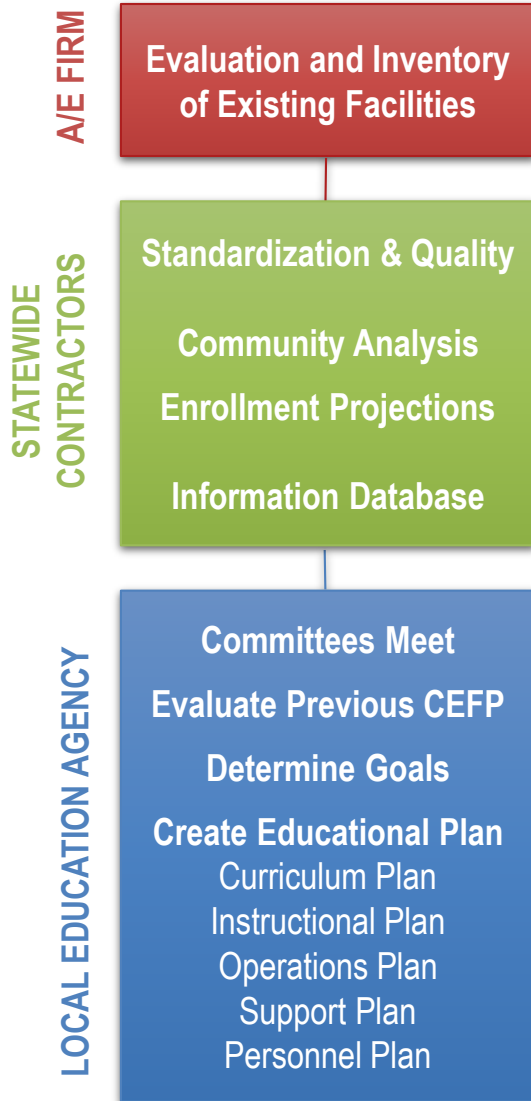 A/E FIRM
Evaluation and Inventory
of Existing Facilities
STATEWIDE
CONTRACTORS
Standardization & Quality
Community Analysis
Enrollment Projections
Information Database
LOCAL EDUCATION AGENCY
Committees Meet
Evaluate Previous CEFP
Determine Goals
Create Educational Plan
Curriculum Plan
Instructional Plan
Operations Plan
Support Plan
Personnel Plan